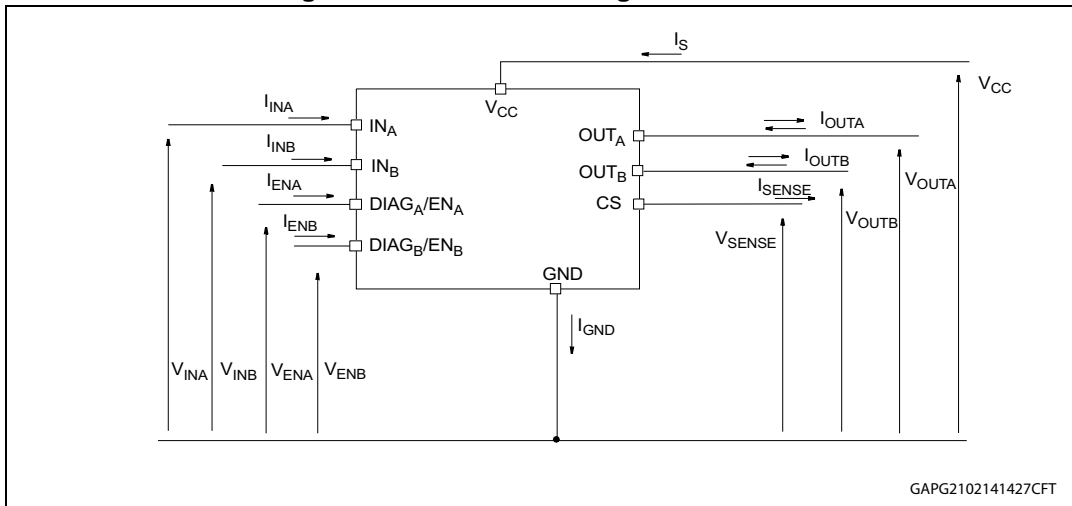 I_S
V_CC
V_CC
I_INA
IN_A
I_INB
IN_B
I_ENA
DIAG_A/EN_A
I_ENB
DIAG_B/EN_B
OUT_A
I_OUTA
OUT_B
I_OUTB
CS
I_SENSE
GND
I_GND
V_INA
V_INB
V_ENA
V_ENB
V_SENSE
V_OUTB
V_OUTA
GAPG2102141427CFT